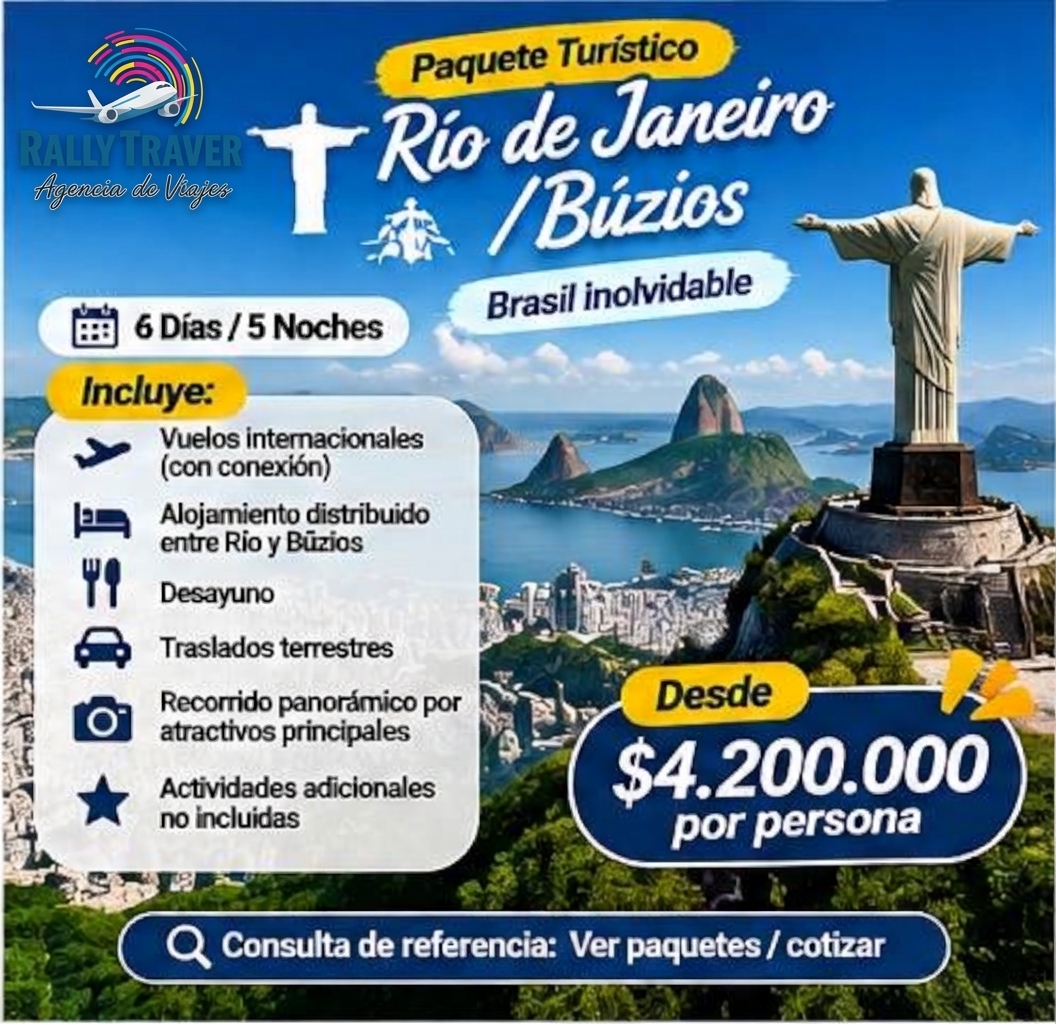 RALLY TRAVER
Agencia de Viajes
Paquete Turístico
Río de Janeiro
/Búzios
Brasil inolvidable
6 Días / 5 Noches
Incluye:
Vuelos internacionales
(con conexión)
Alojamiento distribuido
entre Río y Būzios
Desayuno
Traslados terrestres
Recorrido panorámico por
atractivos principales
Actividades adicionales
no incluidas
Desde
$4.200.000
por persona
Consulta de referencia: Ver paquetes / cotizar